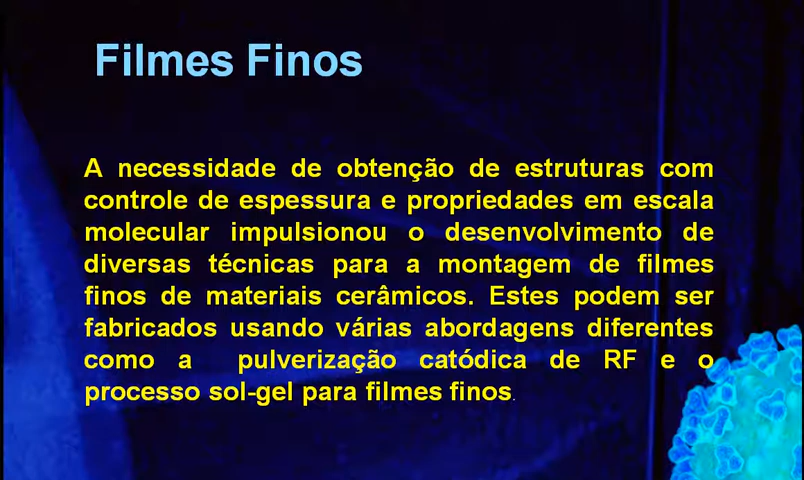 Filmes Finos
A necessidade de obtenção de estruturas com
controle de espessura e propriedades em escala
molecular impulsionou o desenvolvimento de
diversas técnicas para a montagem de filmes
finos de materiais cerâmicos. Estes podem ser
fabricados usando várias abordagens diferentes
como a pulverização catódica de RF e o
processo sol-gel para filmes finos.